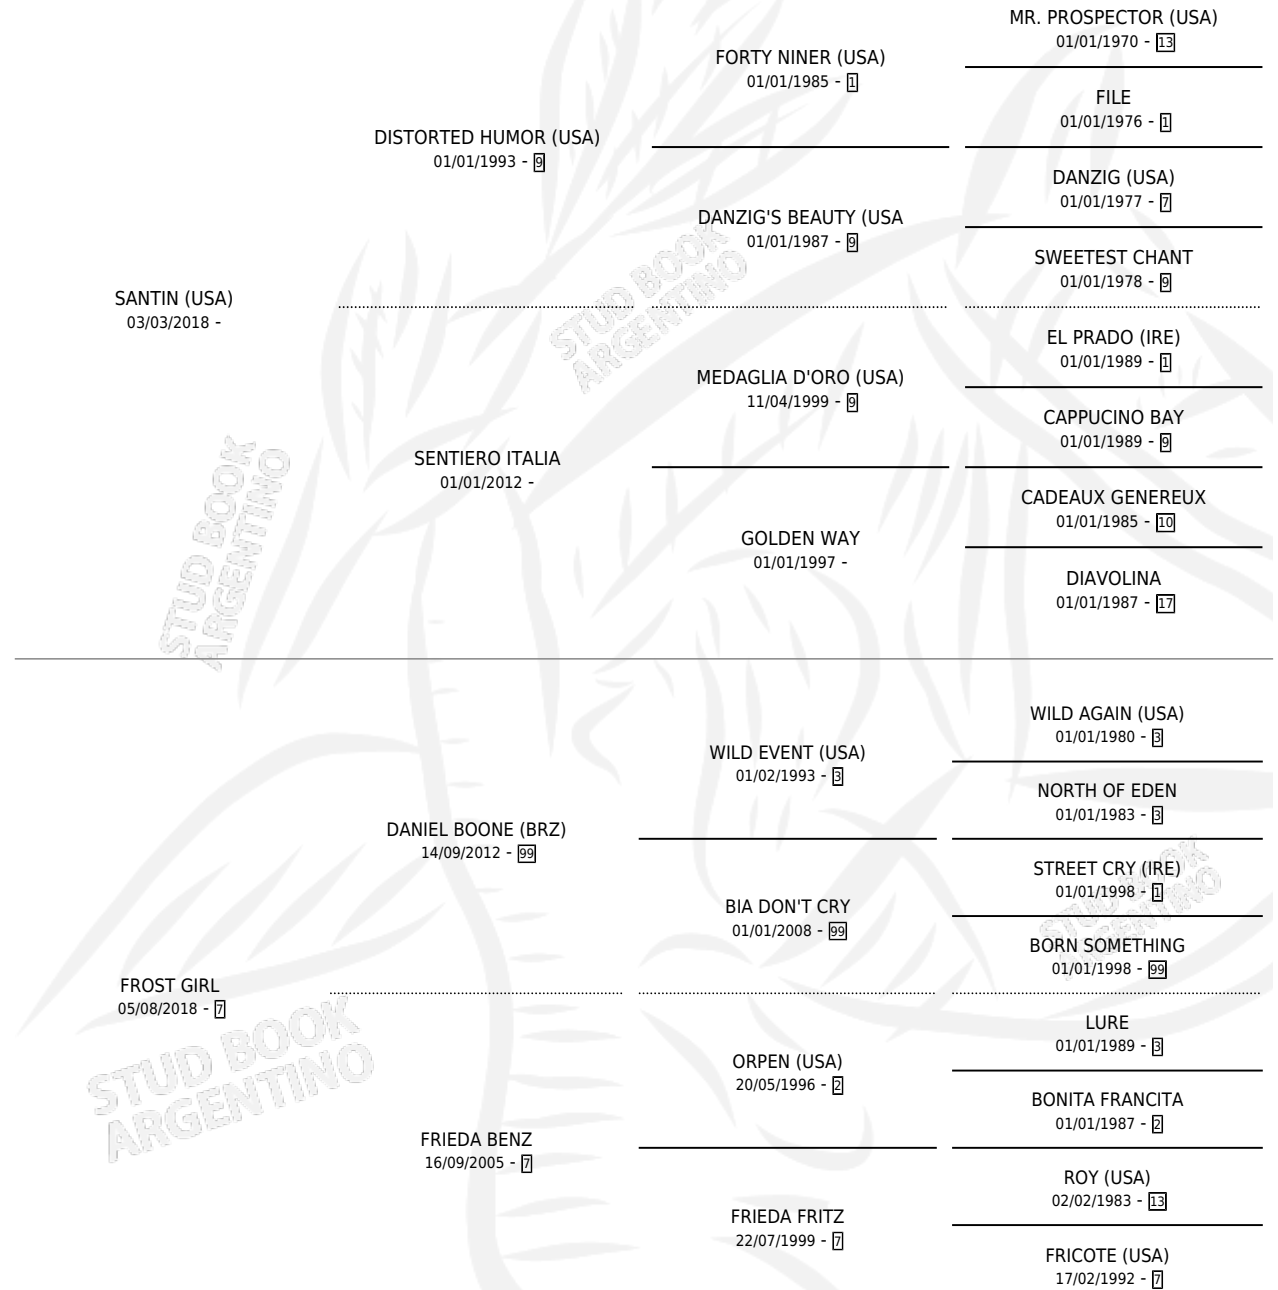 MR. PROSPECTOR (USA)
01/01/1970 - 13
FORTY NINER (USA)
01/01/1985 - 1
FILE
01/01/1976 - 1
DISTORTED HUMOR (USA)
01/01/1993 - 9
DANZIG (USA)
01/01/1977 - 7
DANZIG'S BEAUTY (USA
01/01/1987 - 9
SWEETEST CHANT
01/01/1978 - 9
SANTIN (USA)
03/03/2018 -
EL PRADO (IRE)
01/01/1989 - 1
MEDAGLIA D'ORO (USA)
11/04/1999 - 9
CAPPUCINO BAY
01/01/1989 - 9
SENTIERO ITALIA
01/01/2012 -
CADEAUX GENEREUX
01/01/1985 - 10
GOLDEN WAY
01/01/1997 -
DIAVOLINA
01/01/1987 - 17
WILD AGAIN (USA)
01/01/1980 - 3
WILD EVENT (USA)
01/02/1993 - 3
NORTH OF EDEN
01/01/1983 - 3
DANIEL BOONE (BRZ)
14/09/2012 - 99
STREET CRY (IRE)
01/01/1998 - 1
BIA DON'T CRY
01/01/2008 - 99
BORN SOMETHING
01/01/1998 - 99
FROST GIRL
05/08/2018 - 7
LURE
01/01/1989 - 3
ORPEN (USA)
20/05/1996 - 2
BONITA FRANCITA
01/01/1987 - 2
FRIEDA BENZ
16/09/2005 - 7
ROY (USA)
02/02/1983 - 13
FRIEDA FRITZ
22/07/1999 - 7
FRICOTE (USA)
17/02/1992 - 7
STUD BOOK
ARGENTINO
STUD BOOK
ARGENTINO
STUD BOOK
ARGENTINO
STUD BOOK
ARGENTINO